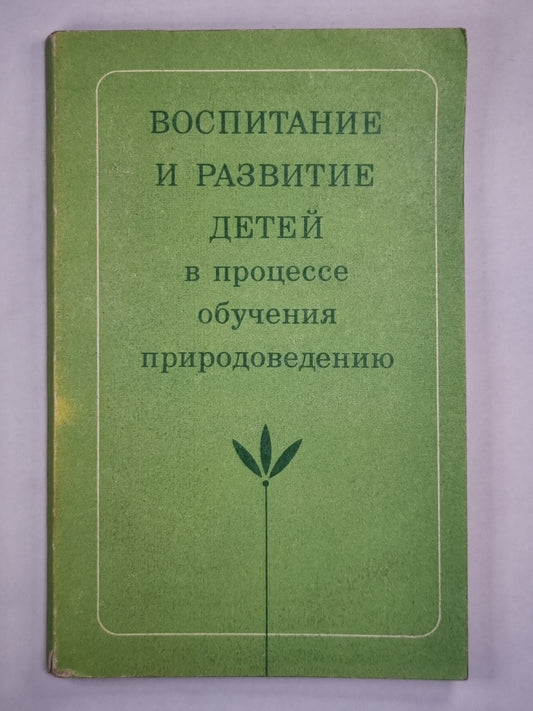 ВОСПИТАНИЕ
И РАЗВИТИЕ
ДЕТЕЙ
в процессе
обучения
природоведению